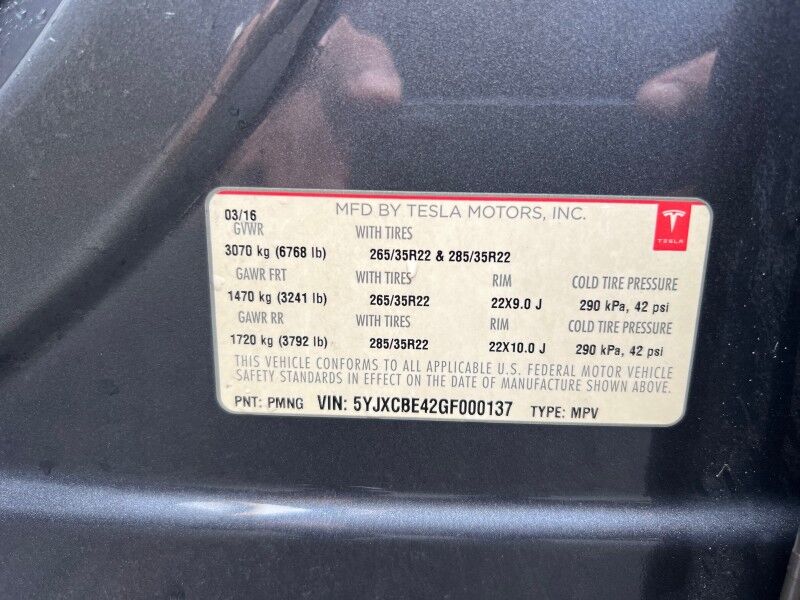 03/16 MFD BY TESLA MOTORS, INC.
TESLA
GVWR WITH TIRES
3070 kg (6768 lb) 265/35R22 & 285/35R22
GAWR FRT WITH TIRES RIM COLD TIRE PRESSURE
1470 kg (3241 lb) 265/35R22 22X9.0 J 290 kPa, 42 psi
GAWR RR WITH TIRES RIM COLD TIRE PRESSURE
1720 kg (3792 lb) 285/35R22 22X10.0 J 290 kPa, 42 psi
THIS VEHICLE CONFORMS TO ALL APPLICABLE U.S. FEDERAL MOTOR VEHICLE
SAFETY STANDARDS IN EFFECT ON THE DATE OF MANUFACTURE SHOWN ABOVE.
PNT: PMNG VIN: 5YJXCBE42GF000137 TYPE: MPV